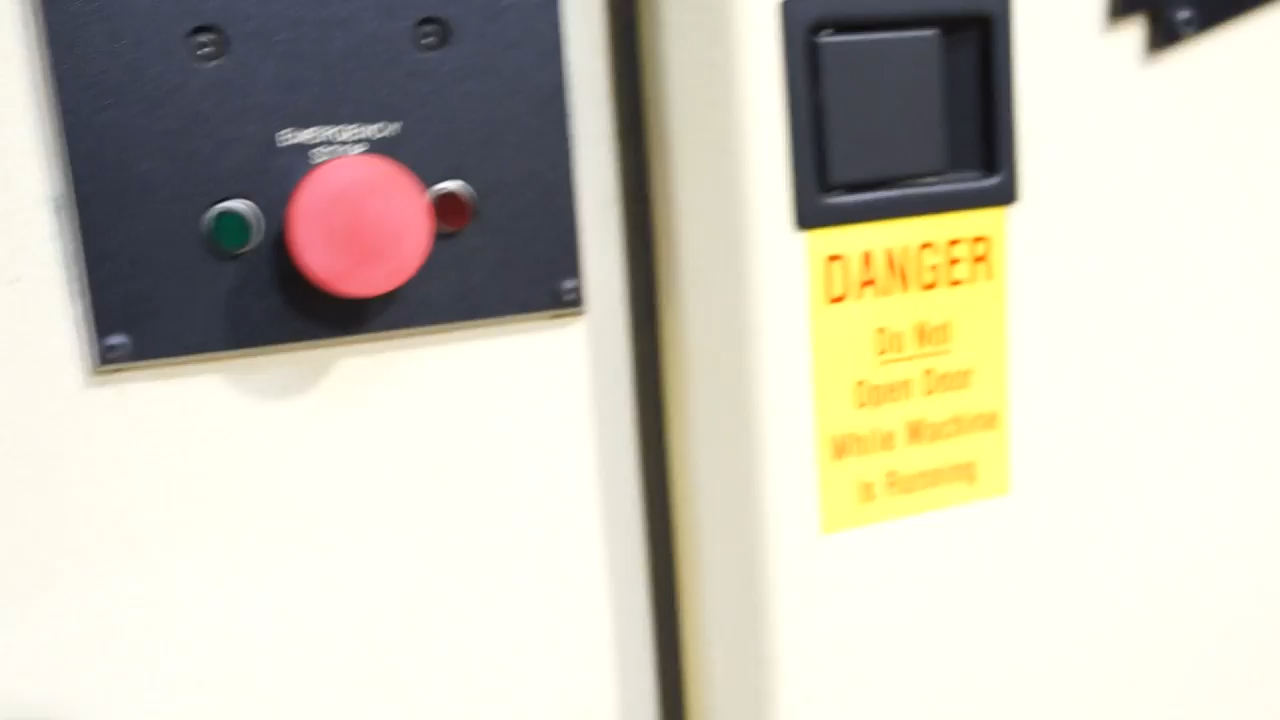 EMERGENCY
STOP
DANGER
Do Not
Open Door
While Machine
Is Running